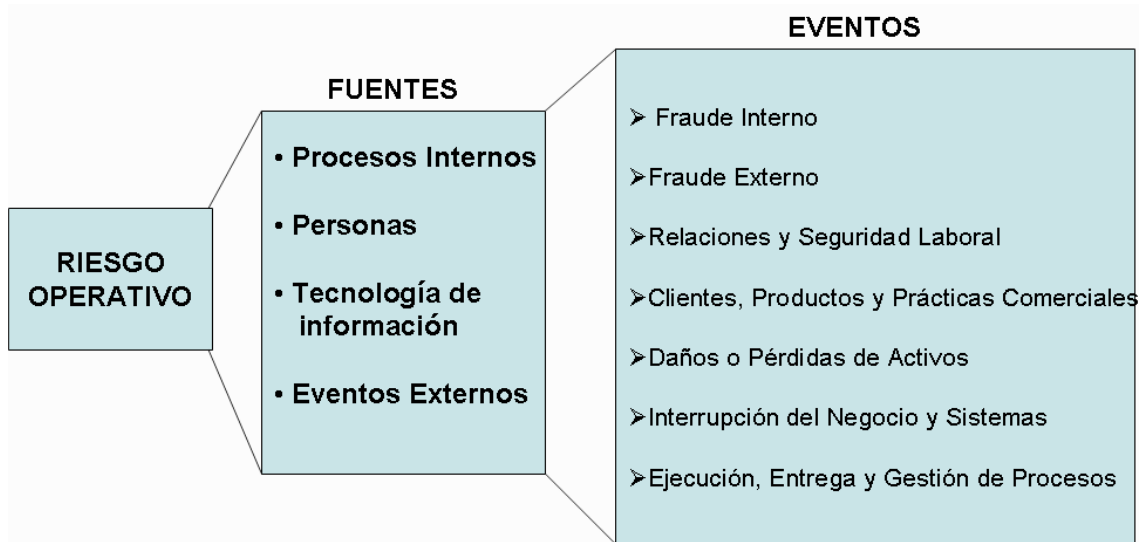 EVENTOS
FUENTES
RIESGO
OPERATIVO
• Procesos Internos
• Personas
• Tecnología de
información
• Eventos Externos
➢ Fraude Interno
➢Fraude Externo
➢Relaciones y Seguridad Laboral
➢Clientes, Productos y Prácticas Comerciales
➢Daños o Pérdidas de Activos
➢Interrupción del Negocio y Sistemas
➢Ejecución, Entrega y Gestión de Procesos